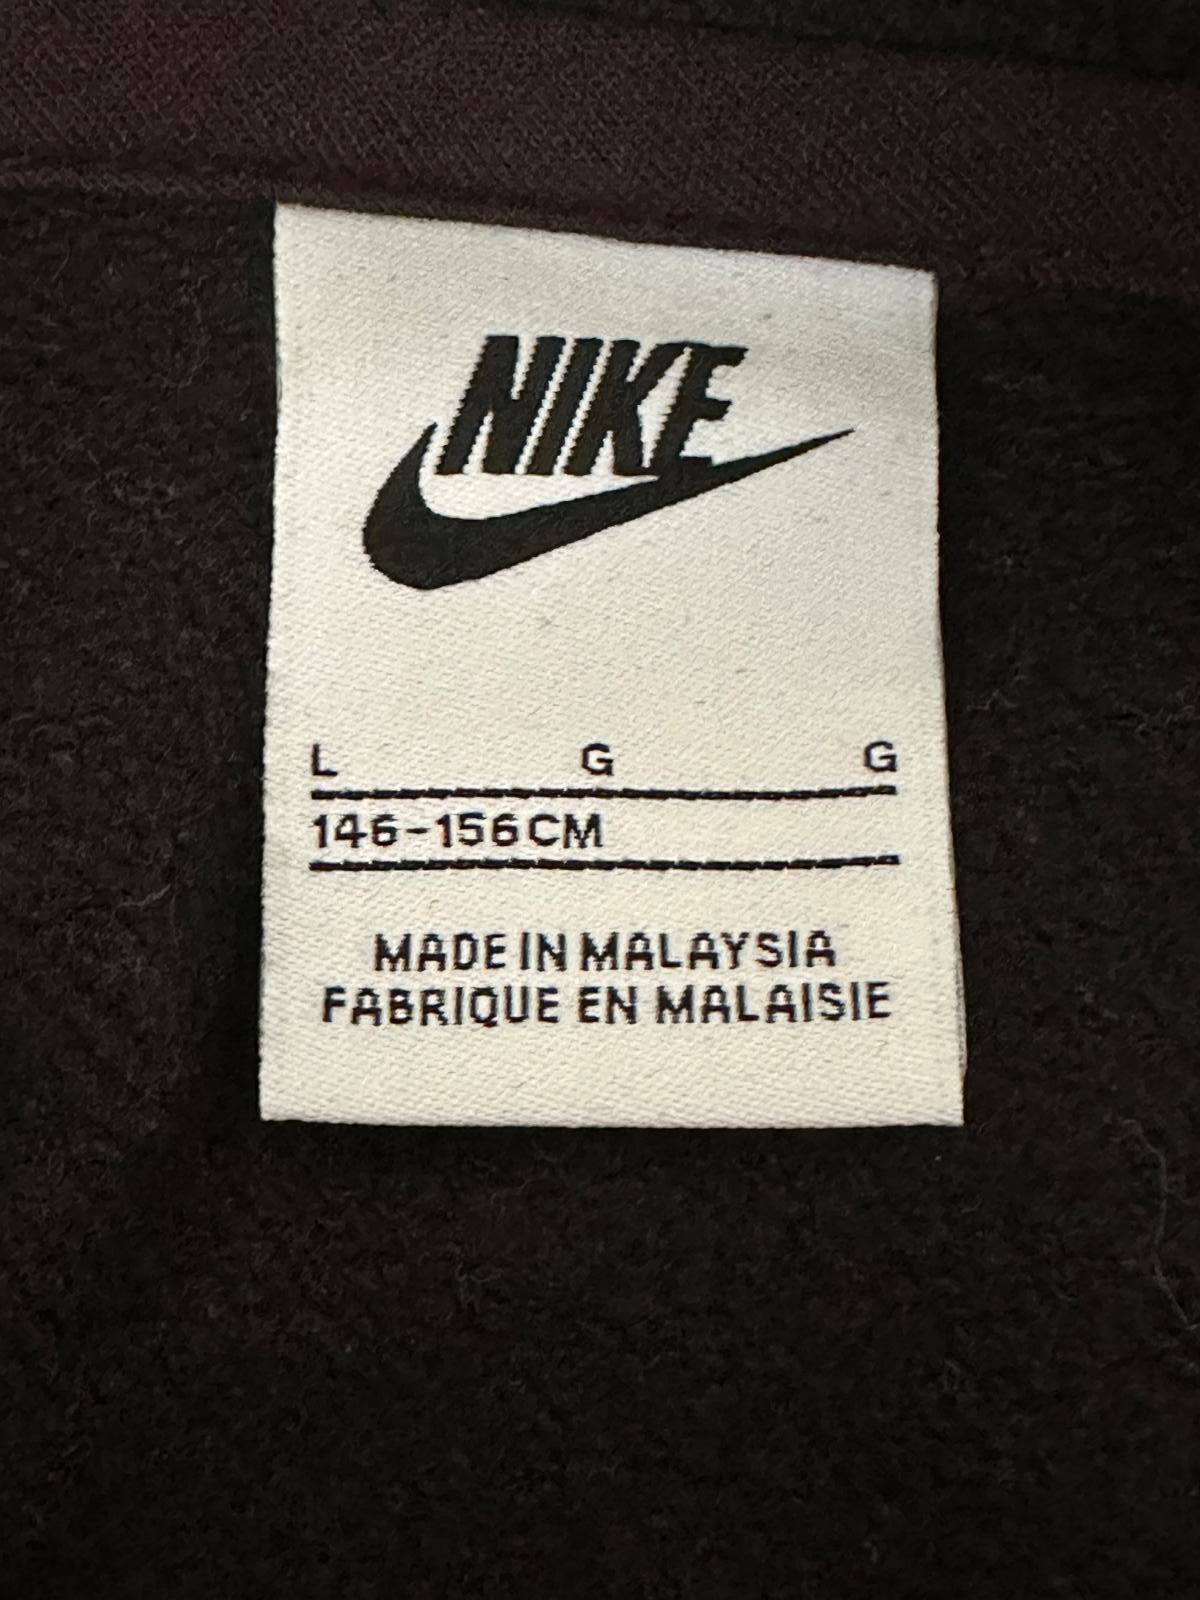 NIKE
L G G
146-156CM
MADE IN MALAYSIA
FABRIQUE EN MALAISIE